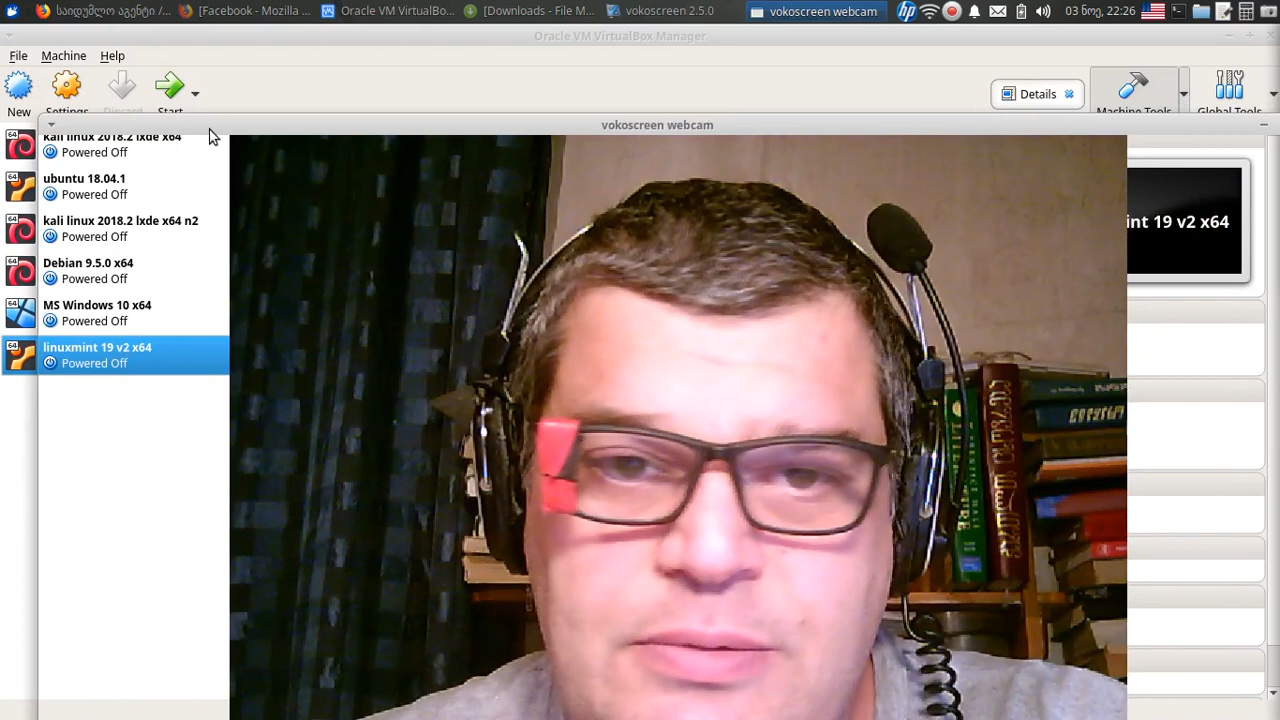 საიდუმლო აგენტი /...
[Facebook - Mozilla ...
Oracle VM VirtualBo...
[Downloads - File M...
vokoscreen 2.5.0
vokoscreen webcam
03 ნოე, 22:26
Oracle VM VirtualBox Manager
File Machine Help
New Settings Discard Start
Details
Machine Tools
Global Tools
vokoscreen webcam
kali linux 2018.2 lxde x64
Powered Off
ubuntu 18.04.1
Powered Off
kali linux 2018.2 lxde x64 n2
Powered Off
Debian 9.5.0 x64
Powered Off
MS Windows 10 x64
Powered Off
linuxmint 19 v2 x64
Powered Off
int 19 v2 x64